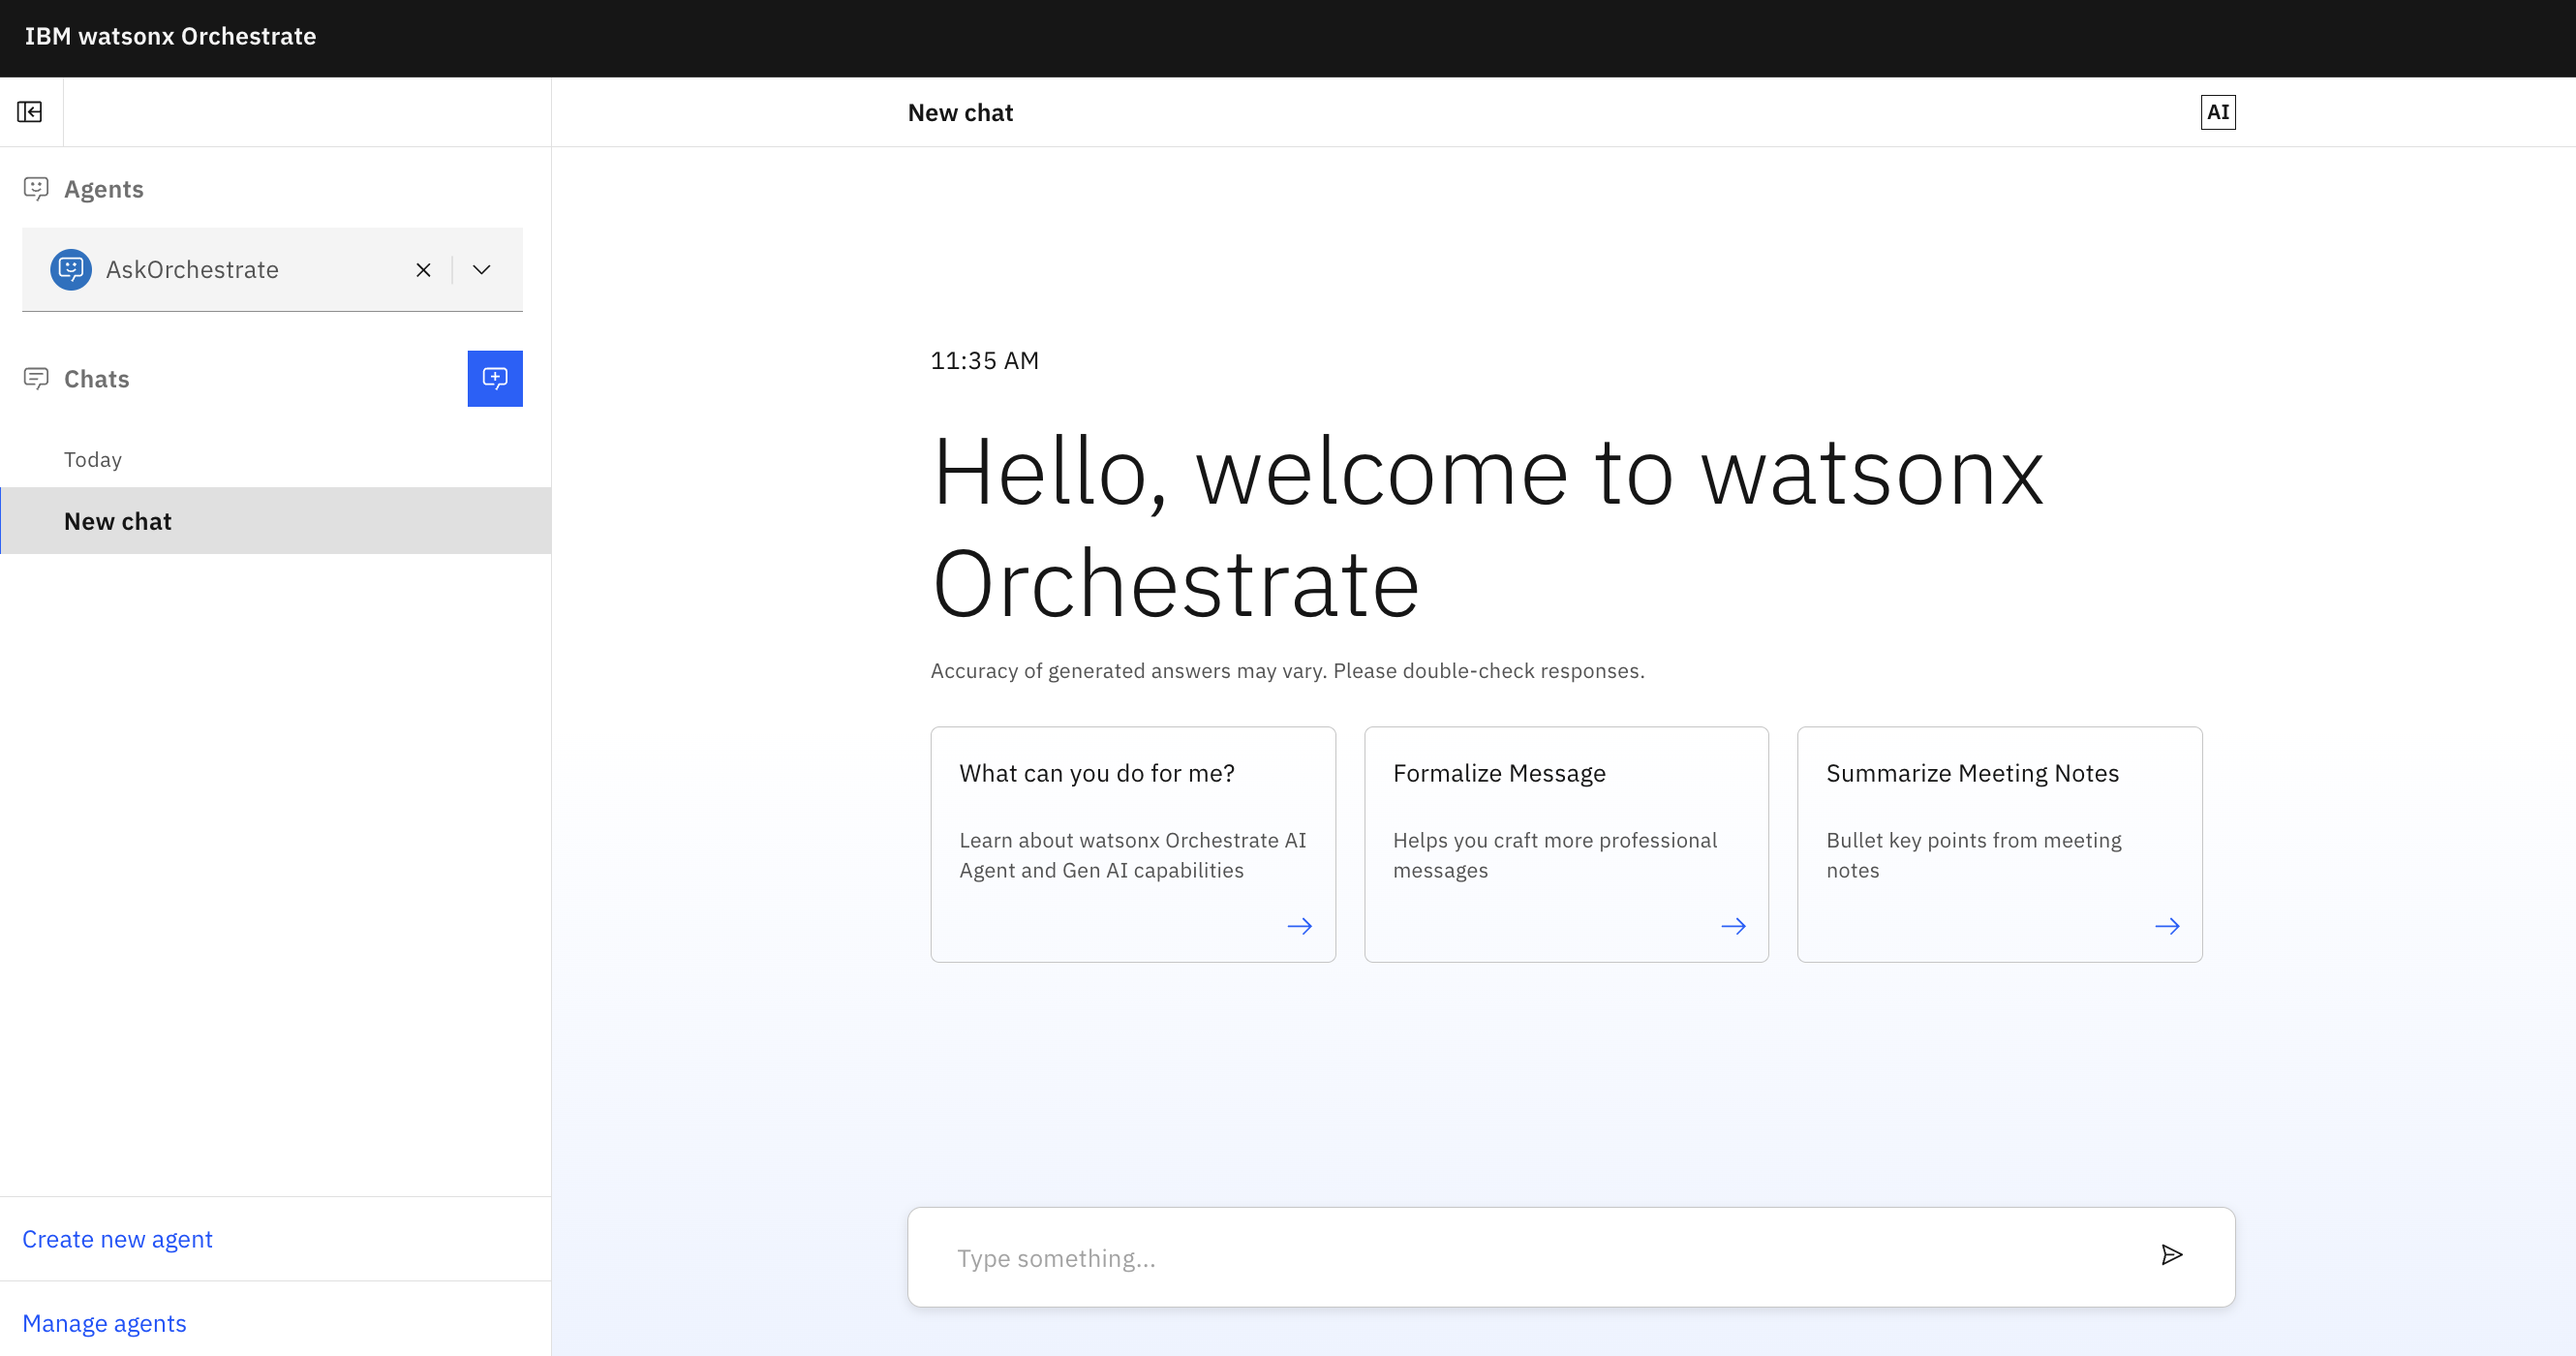 IBM watsonx Orchestrate
New chat
AI
Agents
AskOrchestrate
Chats
Today
New chat
Create new agent
Manage agents
11:35 AM
Hello, welcome to watsonx
Orchestrate
Accuracy of generated answers may vary. Please double-check responses.
What can you do for me?
Learn about watsonx Orchestrate AI
Agent and Gen AI capabilities
Formalize Message
Helps you craft more professional
messages
Summarize Meeting Notes
Bullet key points from meeting
notes
Type something...